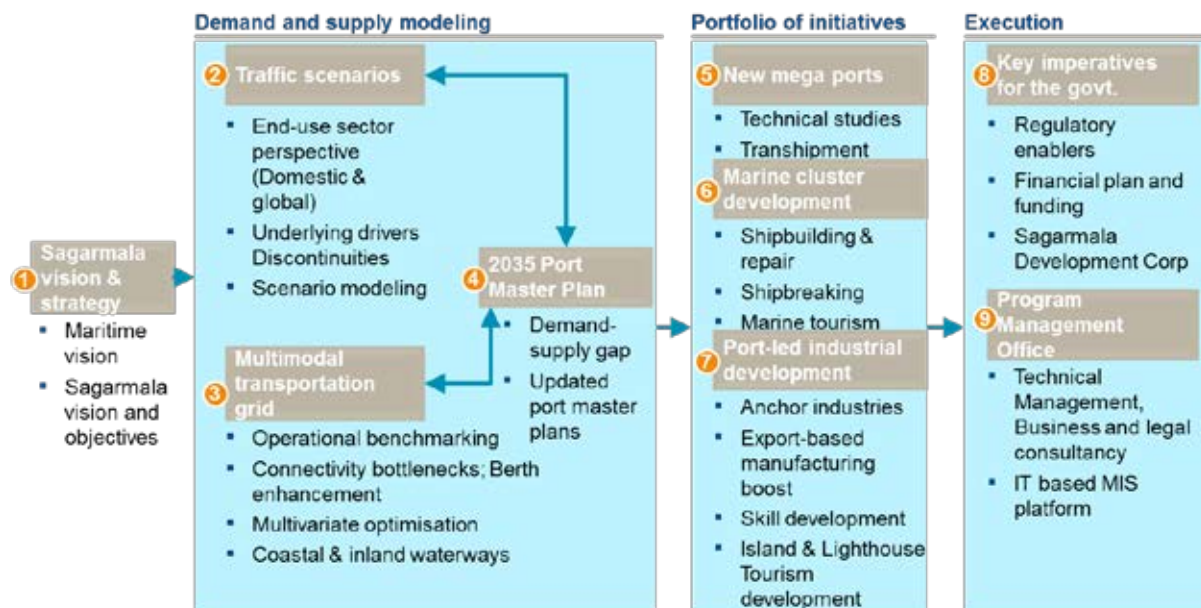 Demand and supply modeling
Portfolio of initiatives
Execution
1
Sagarmala
vision &
strategy
Maritime
vision
Sagarmala
vision and
objectives
2
Traffic scenarios
End-use sector
perspective
(Domestic &
global)
Underlying drivers
Discontinuities
Scenario modeling
3
Multimodal
transportation
grid
Operational benchmarking
Connectivity bottlenecks; Berth
enhancement
Multivariate optimisation
Coastal & inland waterways
4
2035 Port
Master Plan
Demand-
supply gap
Updated
port master
plans
5
New mega ports
Technical studies
Transhipment
6
Marine cluster
development
Shipbuilding &
repair
Shipbreaking
Marine tourism
7
Port-led industrial
development
Anchor industries
Export-based
manufacturing
boost
Skill development
Island & Lighthouse
Tourism
development
8
Key imperatives
for the govt.
Regulatory
enablers
Financial plan and
funding
Sagarmala
Development Corp
9
Program
Management
Office
Technical
Management,
Business and legal
consultancy
IT based MIS
platform